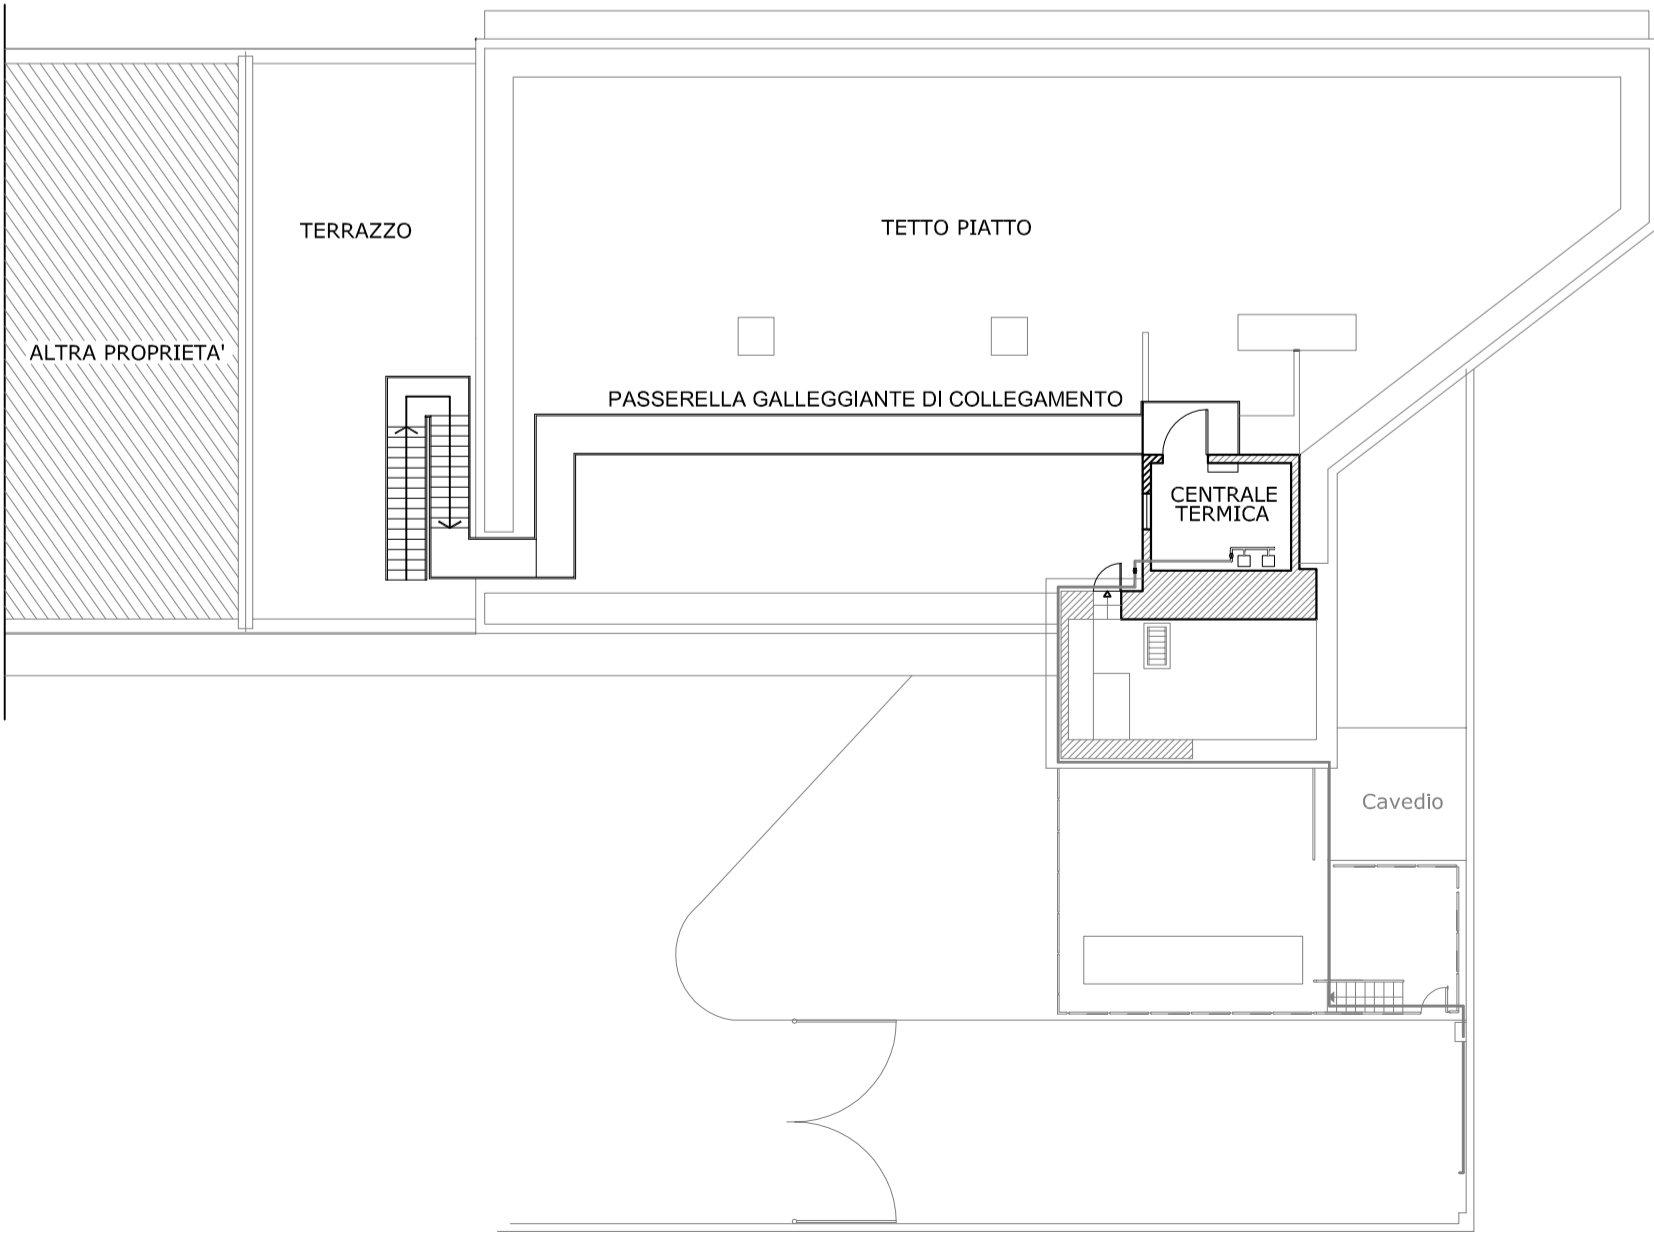 TERRAZZO
TETTO PIATTO
ALTRA PROPRIETA'
PASSERELLA GALLEGGIANTE DI COLLEGAMENTO
CENTRALE
TERMICA
Cavedio